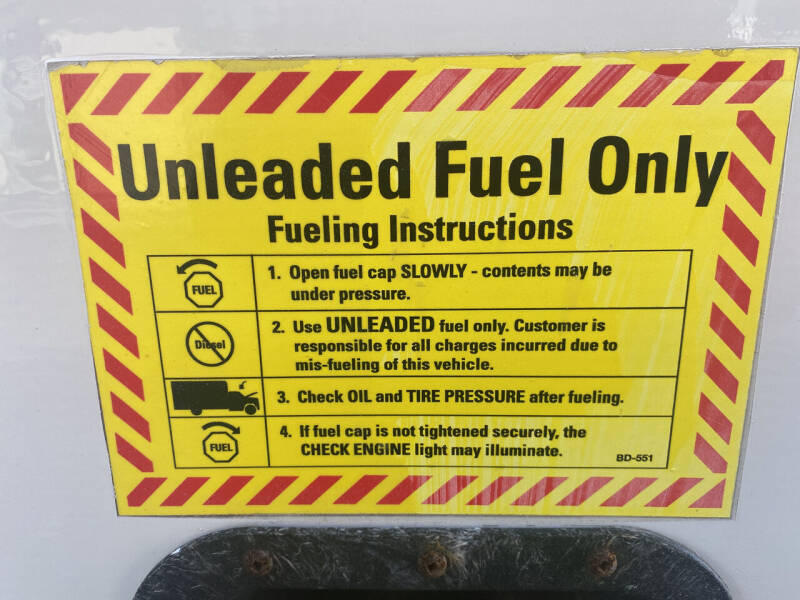 Unleaded Fuel Only
Fueling Instructions
FUEL
1. Open fuel cap SLOWLY - contents may be
under pressure.
Diesel
2. Use UNLEADED fuel only. Customer is
responsible for all charges incurred due to
mis-fueling of this vehicle.
3. Check OIL and TIRE PRESSURE after fueling.
FUEL
4. If fuel cap is not tightened securely, the
CHECK ENGINE light may illuminate.
BD-551